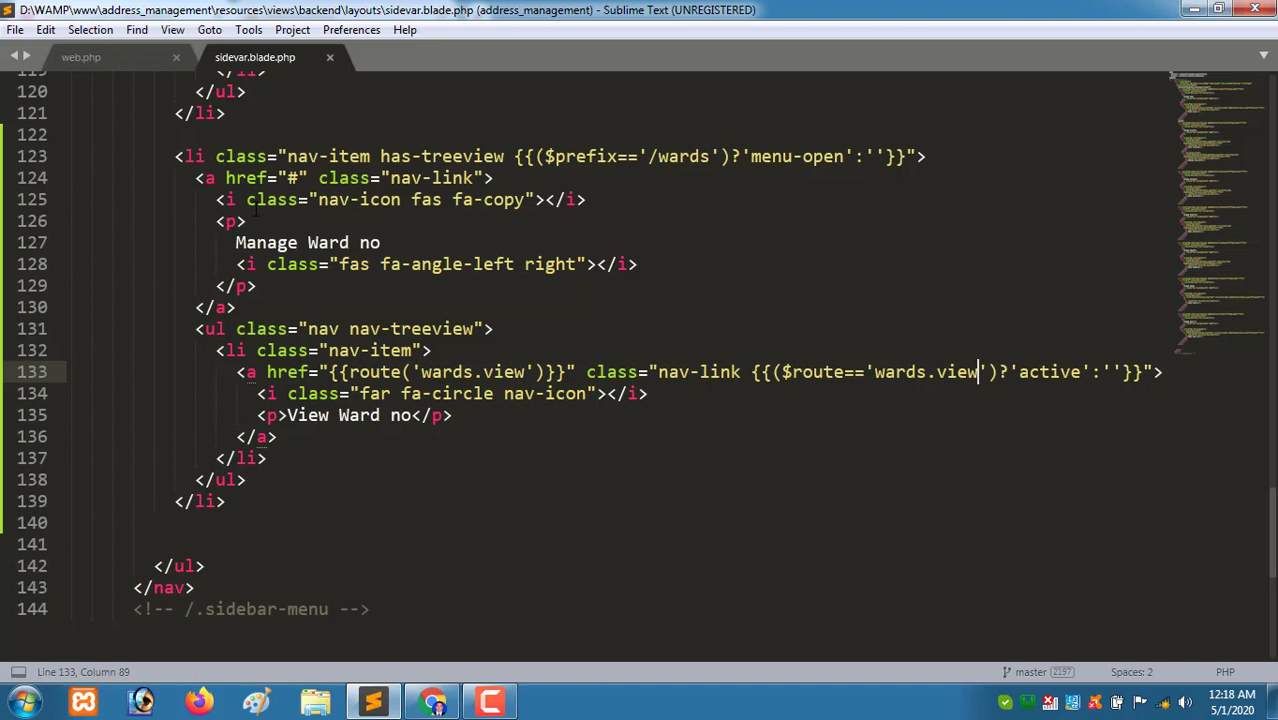 D:\WAMP\www\address_management\resources\views\backend\layouts\sidevar.blade.php (address_management) - Sublime Text (UNREGISTERED)
File Edit Selection Find View Goto Tools Project Preferences Help
web.php × sidevar.blade.php ×
119 </li>
120 </ul>
121 </li>
122
123 <li class="nav-item has-treeview {{($prefix=='/wards')?'menu-open':''}}">
124 <a href="#" class="nav-link">
125 <i class="nav-icon fas fa-copy"></i>
126 <p>
127 Manage Ward no
128 <i class="fas fa-angle-left right"></i>
129 </p>
130 </a>
131 <ul class="nav nav-treeview">
132 <li class="nav-item">
133 <a href="{{route('wards.view')}}" class="nav-link {{($route=='wards.view')?'active':''}}">
134 <i class="far fa-circle nav-icon"></i>
135 <p>View Ward no</p>
136 </a>
137 </li>
138 </ul>
139 </li>
140
141
142 </ul>
143 </nav>
144 <!-- /.sidebar-menu -->
Line 133, Column 89 master 2197 Spaces: 2 PHP
12:18 AM
5/1/2020